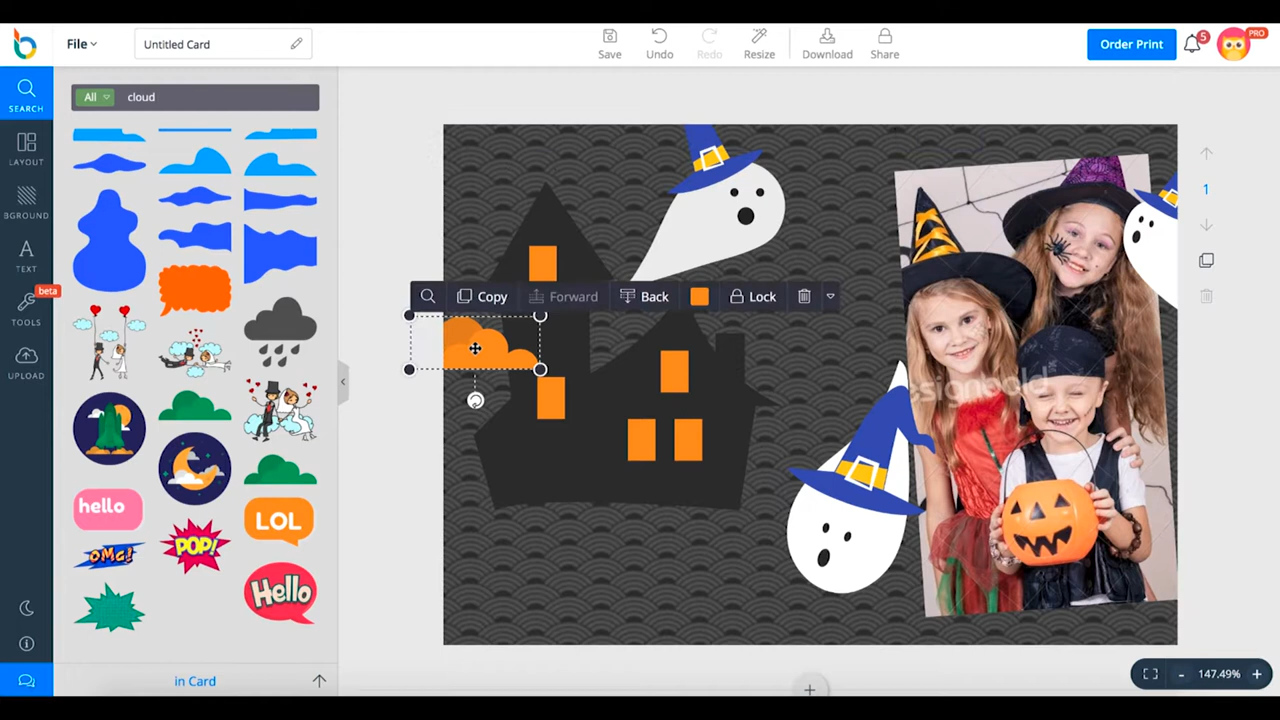 File
Untitled Card
Save
Undo
Redo
Resize
Download
Share
Order Print
5
PRO
SEARCH
All
cloud
LAYOUT
BGROUND
TEXT
beta
TOOLS
UPLOAD
hello
LOL
OMG!
POP!
Hello
in Card
Copy
Forward
Back
Lock
designbold
1
147.49%